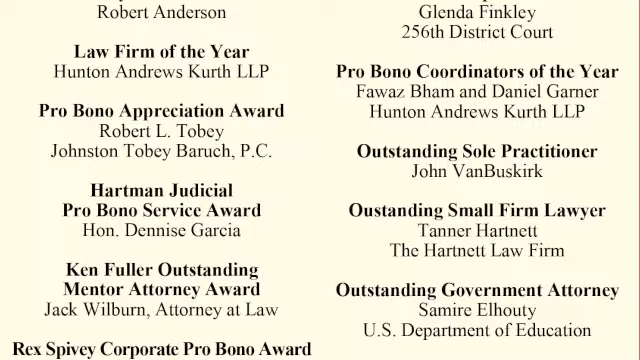 Robert Anderson
Law Firm of the Year
Hunton Andrews Kurth LLP
Pro Bono Appreciation Award
Robert L. Tobey
Johnston Tobey Baruch, P.C.
Hartman Judicial
Pro Bono Service Award
Hon. Dennise Garcia
Ken Fuller Outstanding
Mentor Attorney Award
Jack Wilburn, Attorney at Law
Rex Spivey Corporate Pro Bono Award
Glenda Finkley
256th District Court
Pro Bono Coordinators of the Year
Fawaz Bham and Daniel Garner
Hunton Andrews Kurth LLP
Outstanding Sole Practitioner
John VanBuskirk
Oustanding Small Firm Lawyer
Tanner Hartnett
The Hartnett Law Firm
Outstanding Government Attorney
Samire Elhouty
U.S. Department of Education